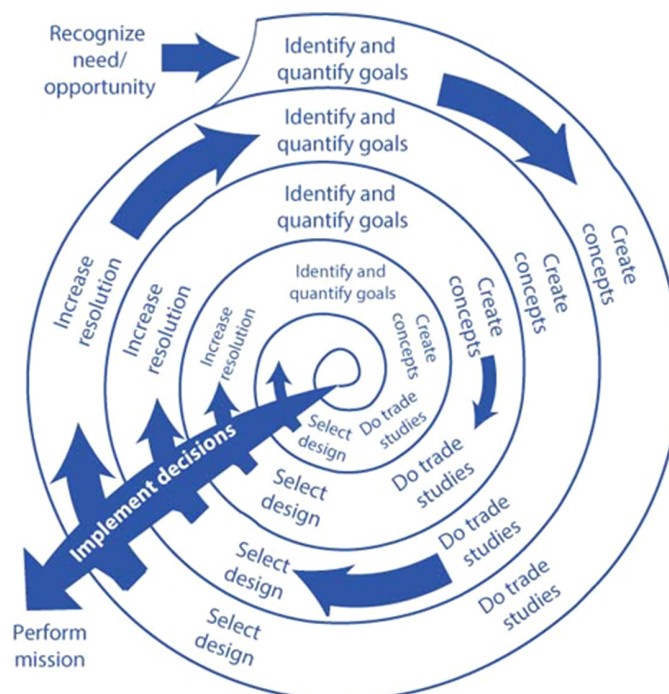 Recognize
need/
opportunity
Identify and
quantify goals
Identify and
quantify goals
Identify and
quantify goals
Identify and
quantify goals
Create
concepts
Create
concepts
Create
concepts
Create
concepts
Do trade
studies
Do trade
studies
Do trade
studies
Do trade
studies
Select
design
Select
design
Select
design
Select
design
Increase
resolution
Increase
resolution
Increase
resolution
Implement decisions
Perform
mission